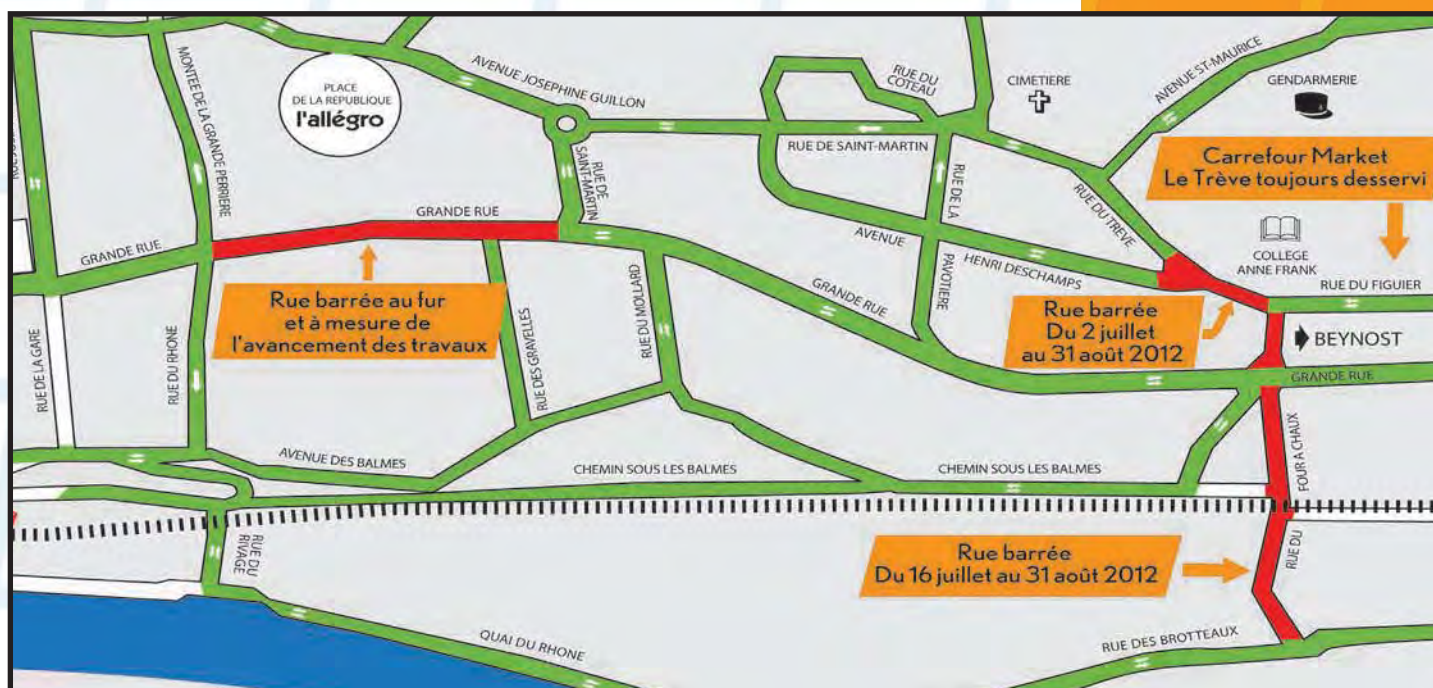 MONTEE DE LA GRANDE PERRIERE
PLACE
DE LA REPUBLIQUE
l'allégro
AVENUE JOSEPHINE GUILLON
RUE DU
COTEAU
CIMETIERE
AVENUE ST-MAURICE
GENDARMERIE
RUE DE SAINT-MARTIN
RUE DE
SAINT-MARTIN
Carrefour Market
Le Trève toujours desservi
GRANDE RUE
GRANDE RUE
RUE DE LA
PAVOTIERE
RUE DU TREVE
COLLEGE
ANNE FRANK
AVENUE
HENRI DESCHAMPS
RUE DU FIGUIER
Rue barrée au fur
et à mesure de
l'avancement des travaux
GRANDE RUE
Rue barrée
Du 2 juillet
au 31 août 2012
BEYNOST
GRANDE RUE
RUE DE LA GARE
RUE DU RHONE
RUE DES GRAVELLES
RUE DU MOLLARD
AVENUE DES BALMES
CHEMIN SOUS LES BALMES
CHEMIN SOUS LES BALMES
FOUR A CHAUX
RUE DU
RUE DU
RIVAGE
Rue barrée
Du 16 juillet au 31 août 2012
QUAI DU RHONE
RUE DES BROTTEAUX